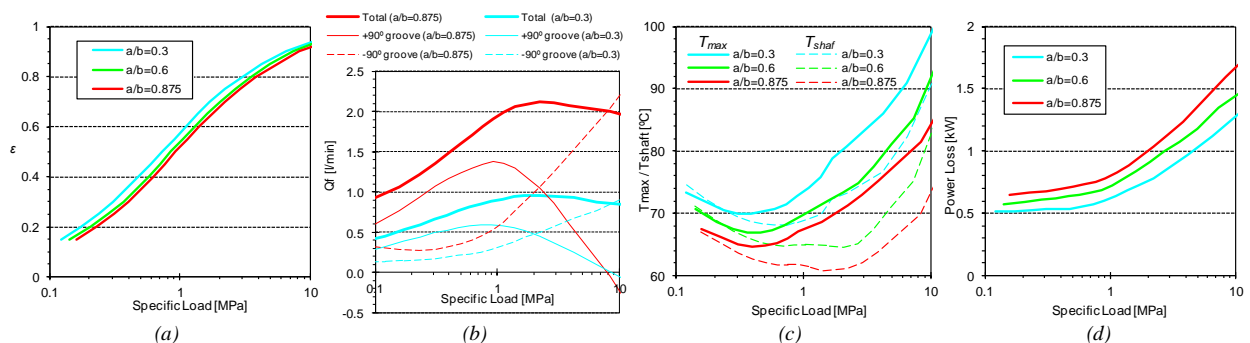 a/b=0.3
a/b=0.6
a/b=0.875
1
0.8
0.6
0.4
0.2
0
ε
0.1
1
10
Specific Load [MPa]
(a)
Total (a/b=0.875)
Total (a/b=0.3)
+90º groove (a/b=0.875)
+90º groove (a/b=0.3)
-90º groove (a/b=0.875)
-90º groove (a/b=0.3)
2.5
2.0
1.5
1.0
0.5
0.0
-0.5
Qf [l/min]
0.1
1
10
Specific Load [MPa]
(b)
Tmax
Tshaf
a/b=0.3
a/b=0.3
a/b=0.6
a/b=0.6
a/b=0.875
a/b=0.875
100
90
80
70
60
Tmax / Tshaft [ºC]
0.1
1
10
Specific Load [MPa]
(c)
a/b=0.3
a/b=0.6
a/b=0.875
2
1.5
1
0.5
0
Power Loss [kW]
0.1
1
10
Specific Load [MPa]
(d)